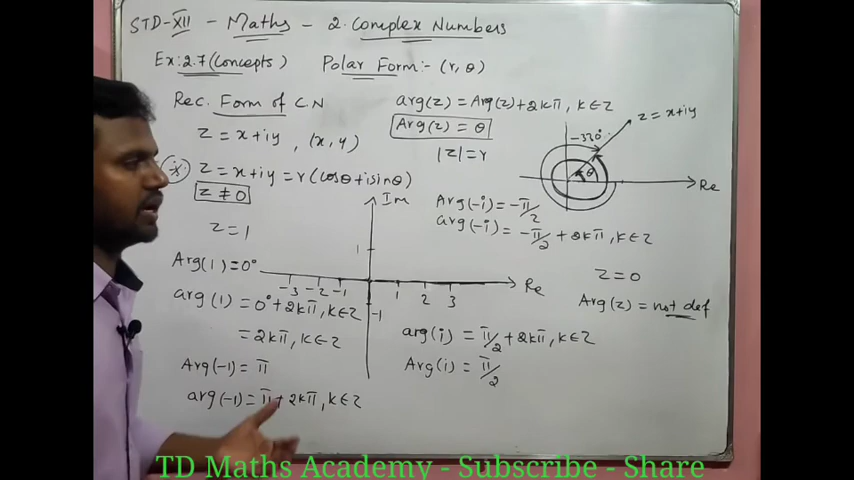 STD-XII - Maths - 2. Complex Numbers
Ex: 2.7 (Concepts) Polar Form:- (r, θ)
Rec. Form of C.N
z = x+iy , (x, y)
(*) z = x+iy = r(cosθ+isinθ)
z ≠ 0
z = 1
Arg(1) = 0°
arg(1) = 0°+2kπ, k∈Z
= 2kπ, k∈Z
Arg(-1) = π
arg(-1) = π+2kπ, k∈Z
arg(z) = Arg(z)+2kπ, k∈Z
Arg(z) = θ
|z| = r
z = x+iy
θ
Re
Arg(-i) = -π/2
arg(-i) = -π/2 + 2kπ, k∈Z
Im
1
-3 -2 -1 1 2 3 Re
-1
z = 0
Arg(z) = not def
arg(i) = π/2 + 2kπ, k∈Z
Arg(i) = π/2
TD Maths Academy - Subscribe - Share